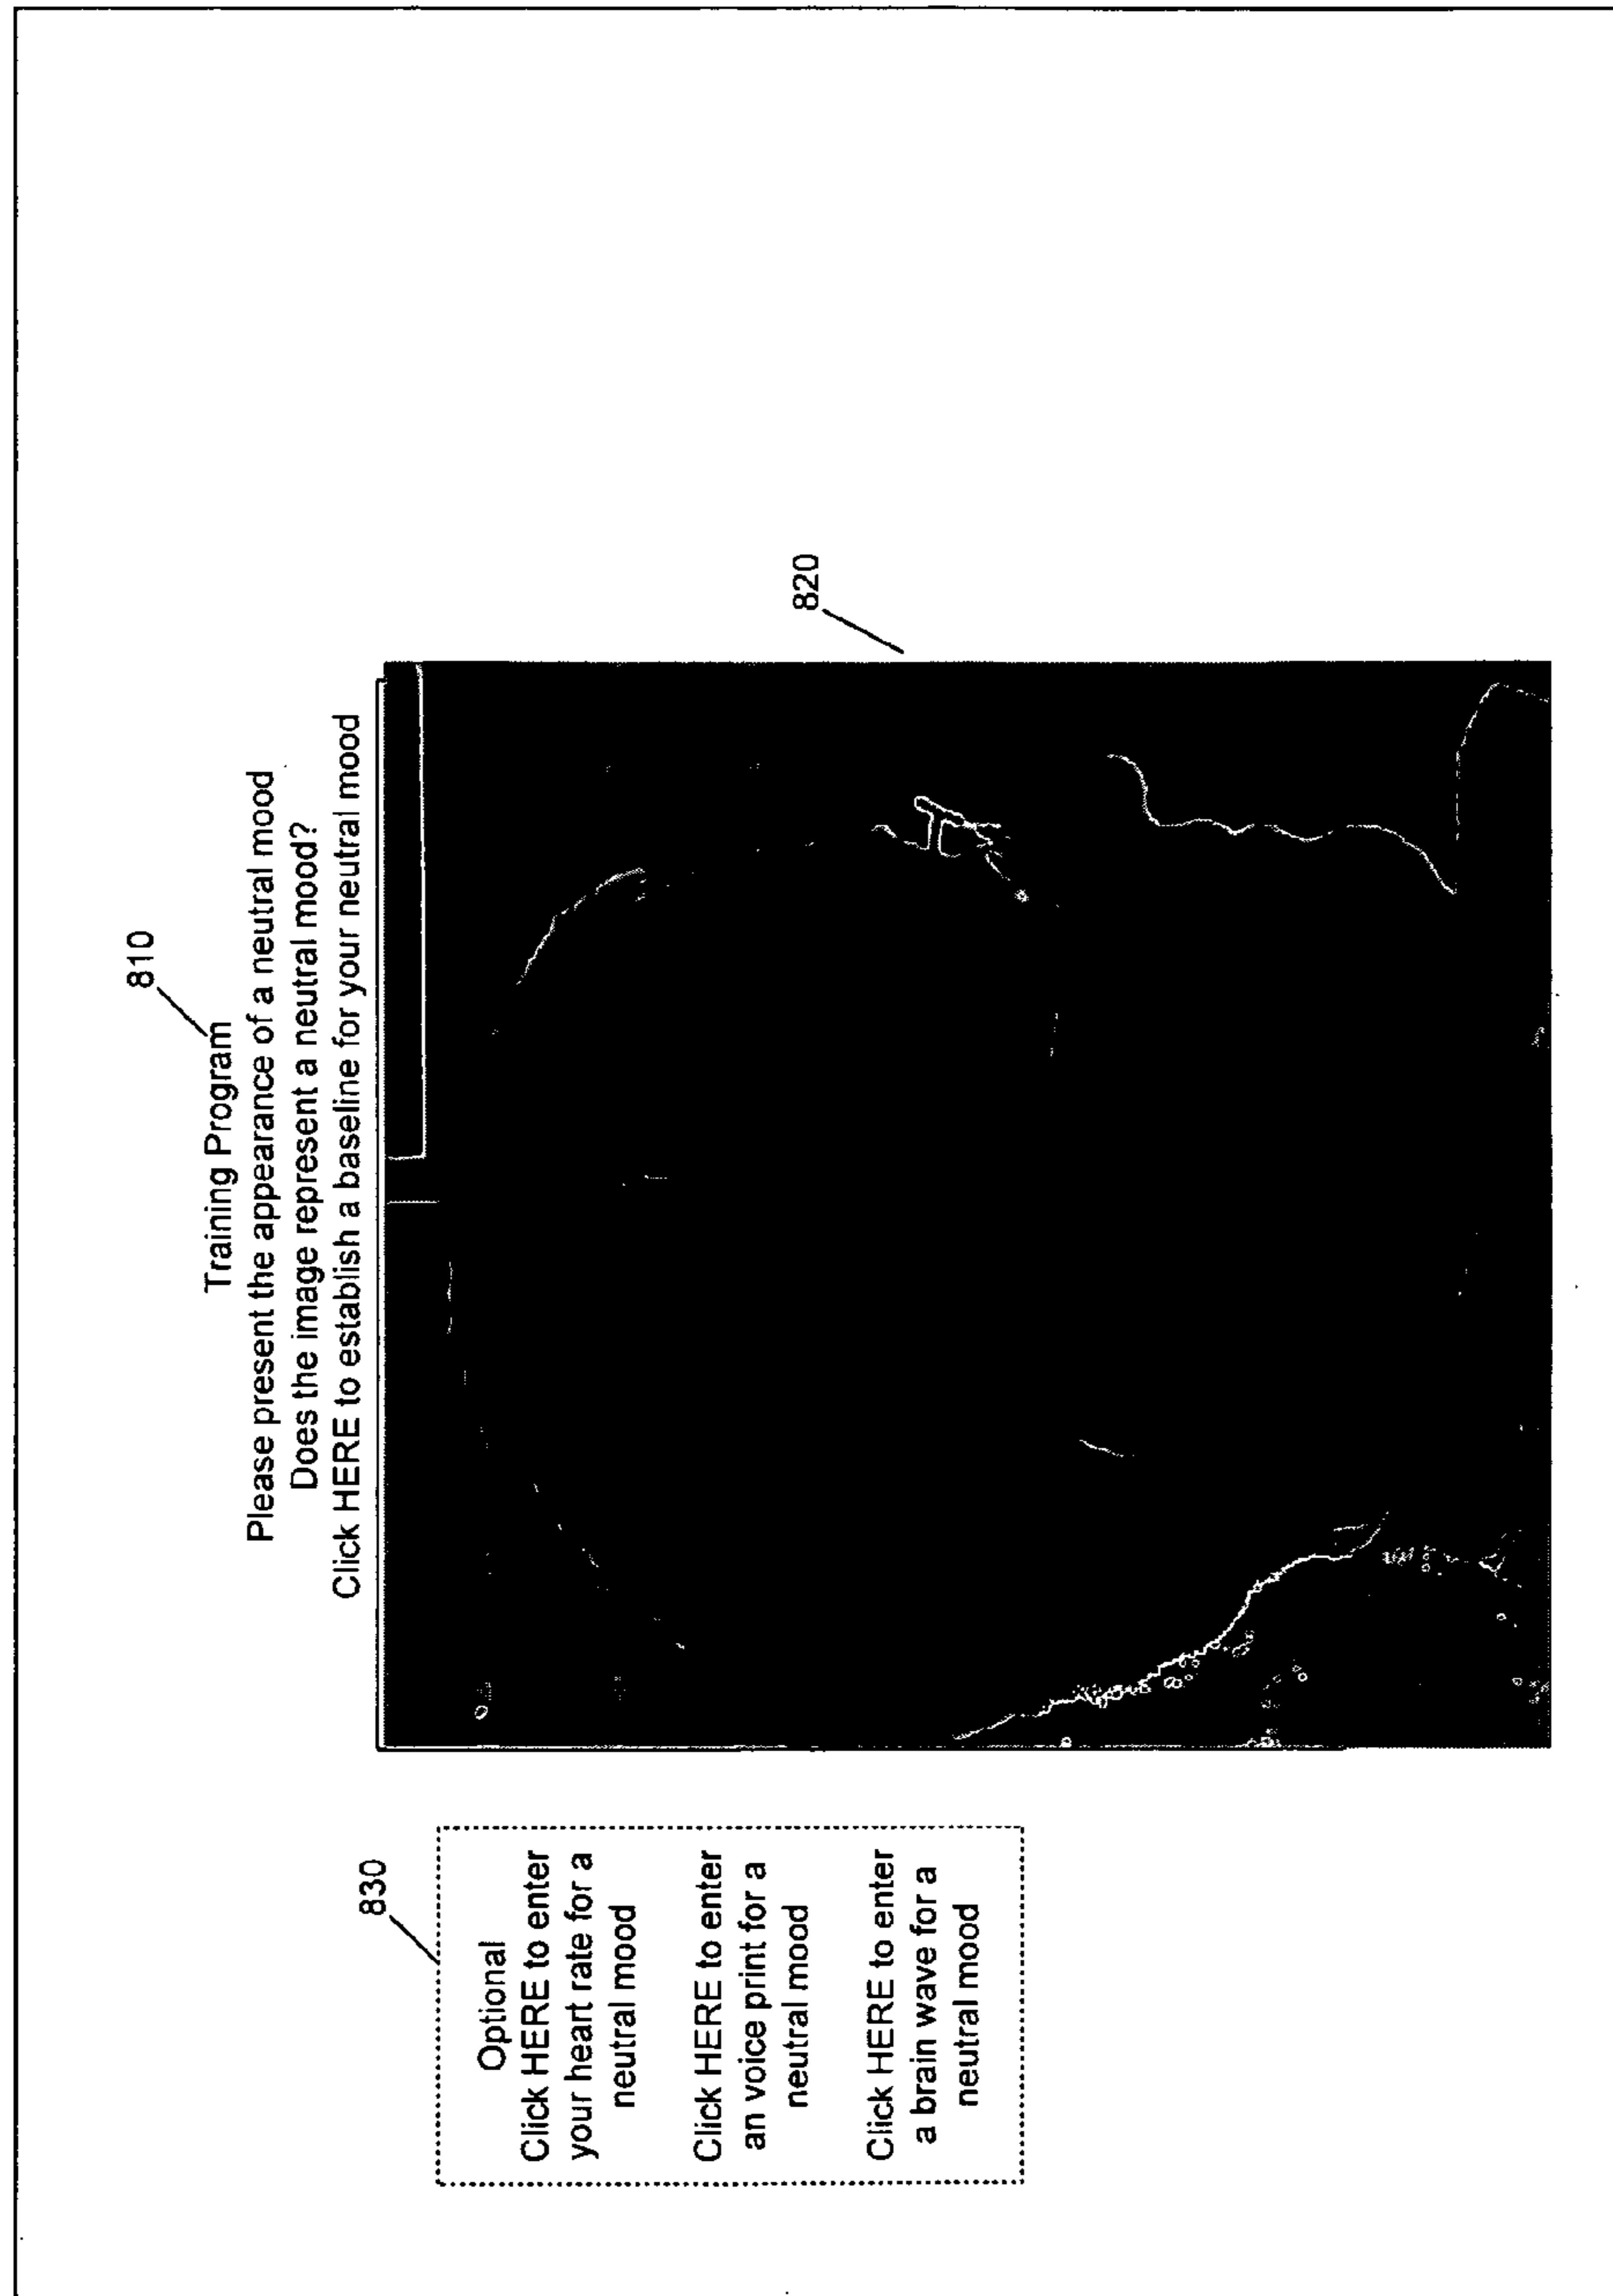 810
Training Program
Please present the appearance of a neutral mood
Does the image represent a neutral mood?
Click HERE to establish a baseline for your neutral mood
830
Optional
Click HERE to enter
your heart rate for a
neutral mood
Click HERE to enter
an voice print for a
neutral mood
Click HERE to enter
a brain wave for a
neutral mood
820